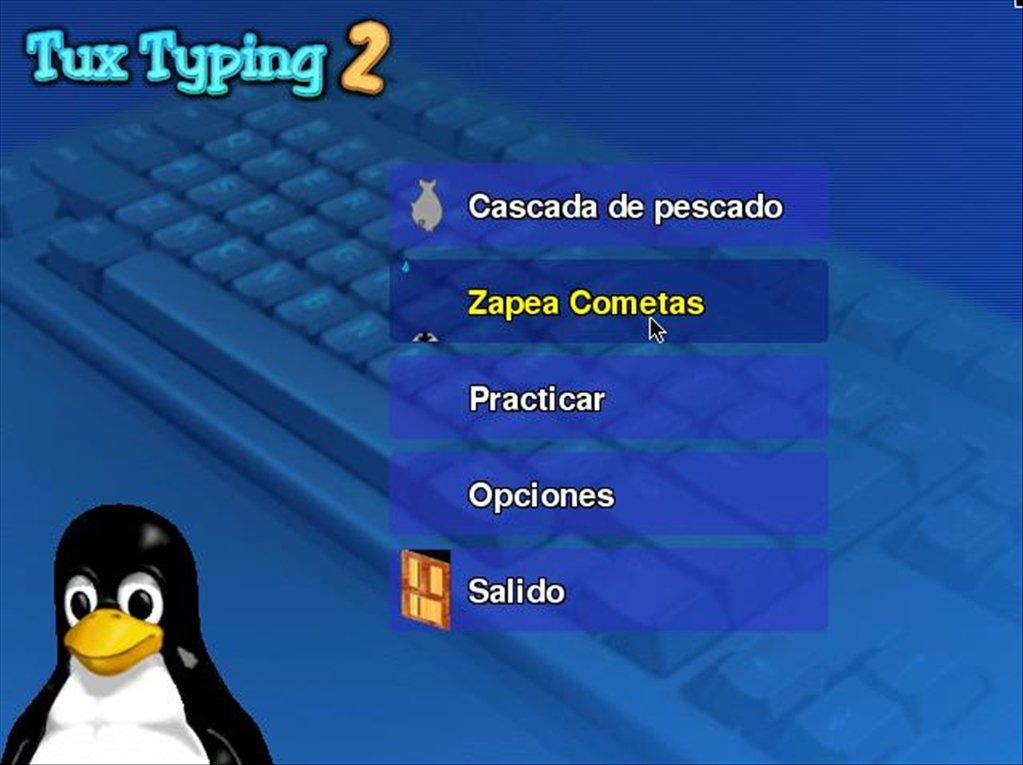 Tux Typing 2
Cascada de pescado
Zapea Cometas
Practicar
Opciones
Salido